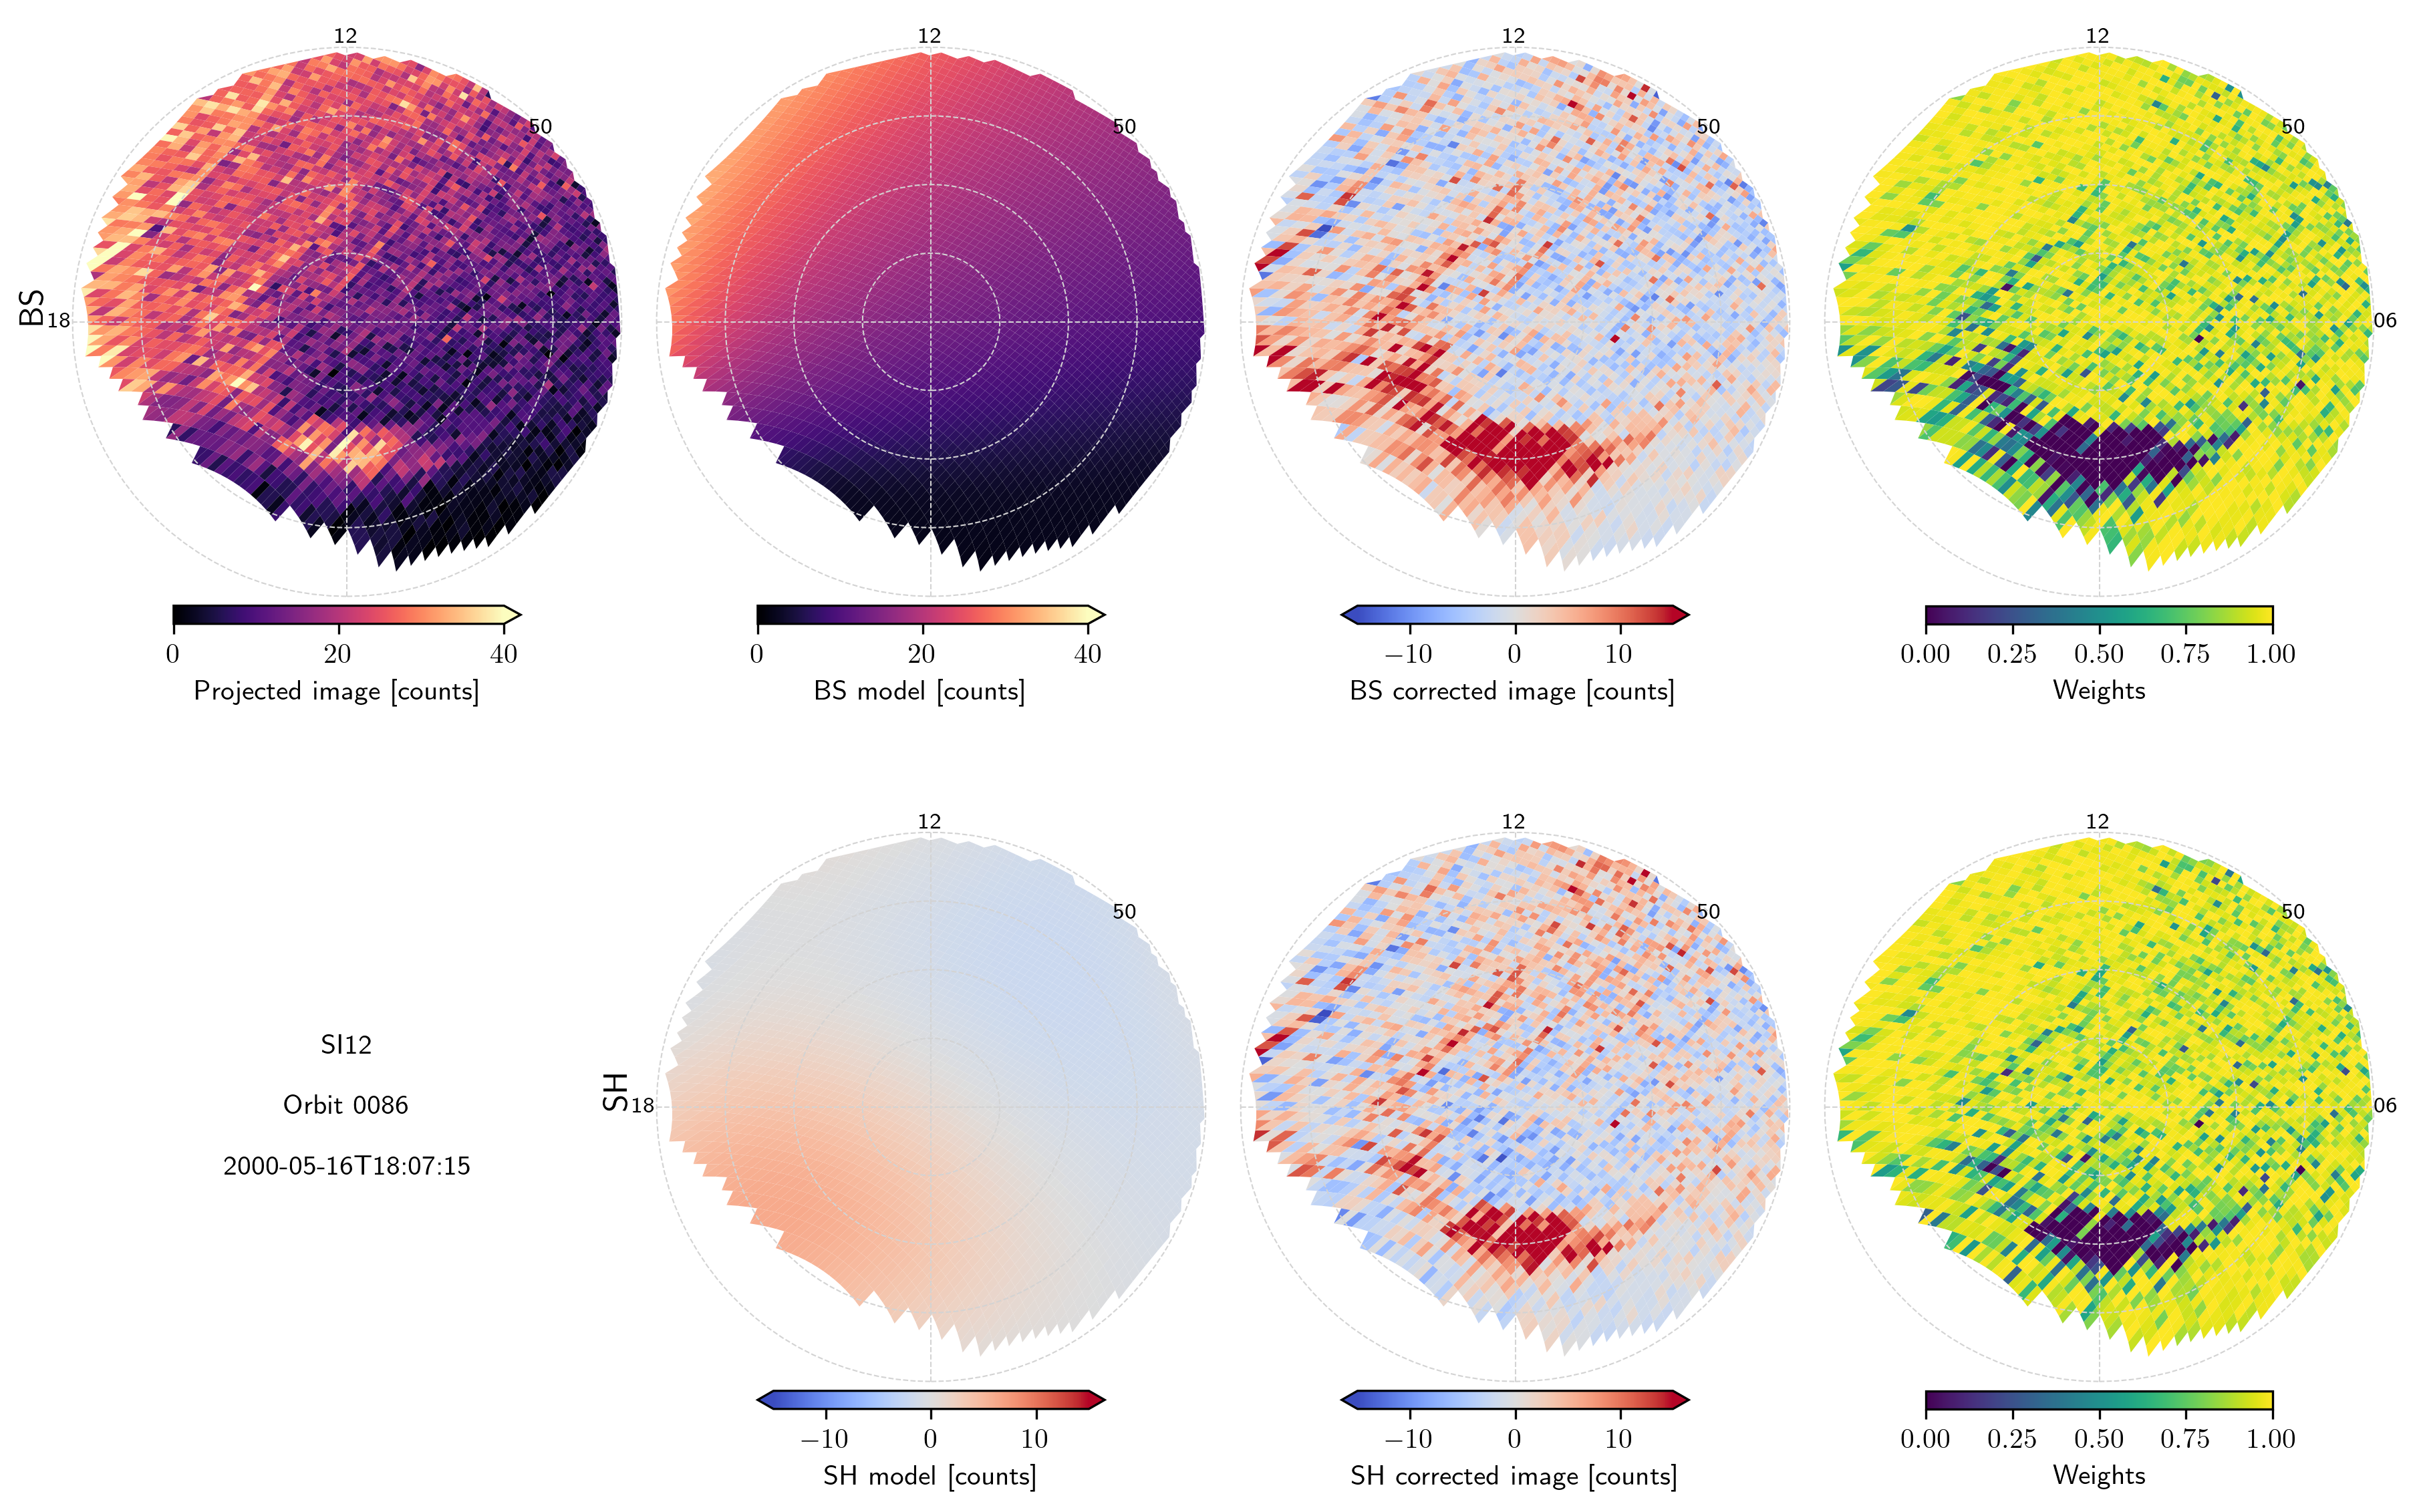 12 12 12 12
50 50 50 50
BS 18 06
0 20 40 0 20 40 −10 0 10 0.00 0.25 0.50 0.75 1.00
Projected image [counts] BS model [counts] BS corrected image [counts] Weights
12 12 12
50 50 50
SI12
Orbit 0086
2000-05-16T18:07:15
SH 18 06
−10 0 10 −10 0 10 0.00 0.25 0.50 0.75 1.00
SH model [counts] SH corrected image [counts] Weights